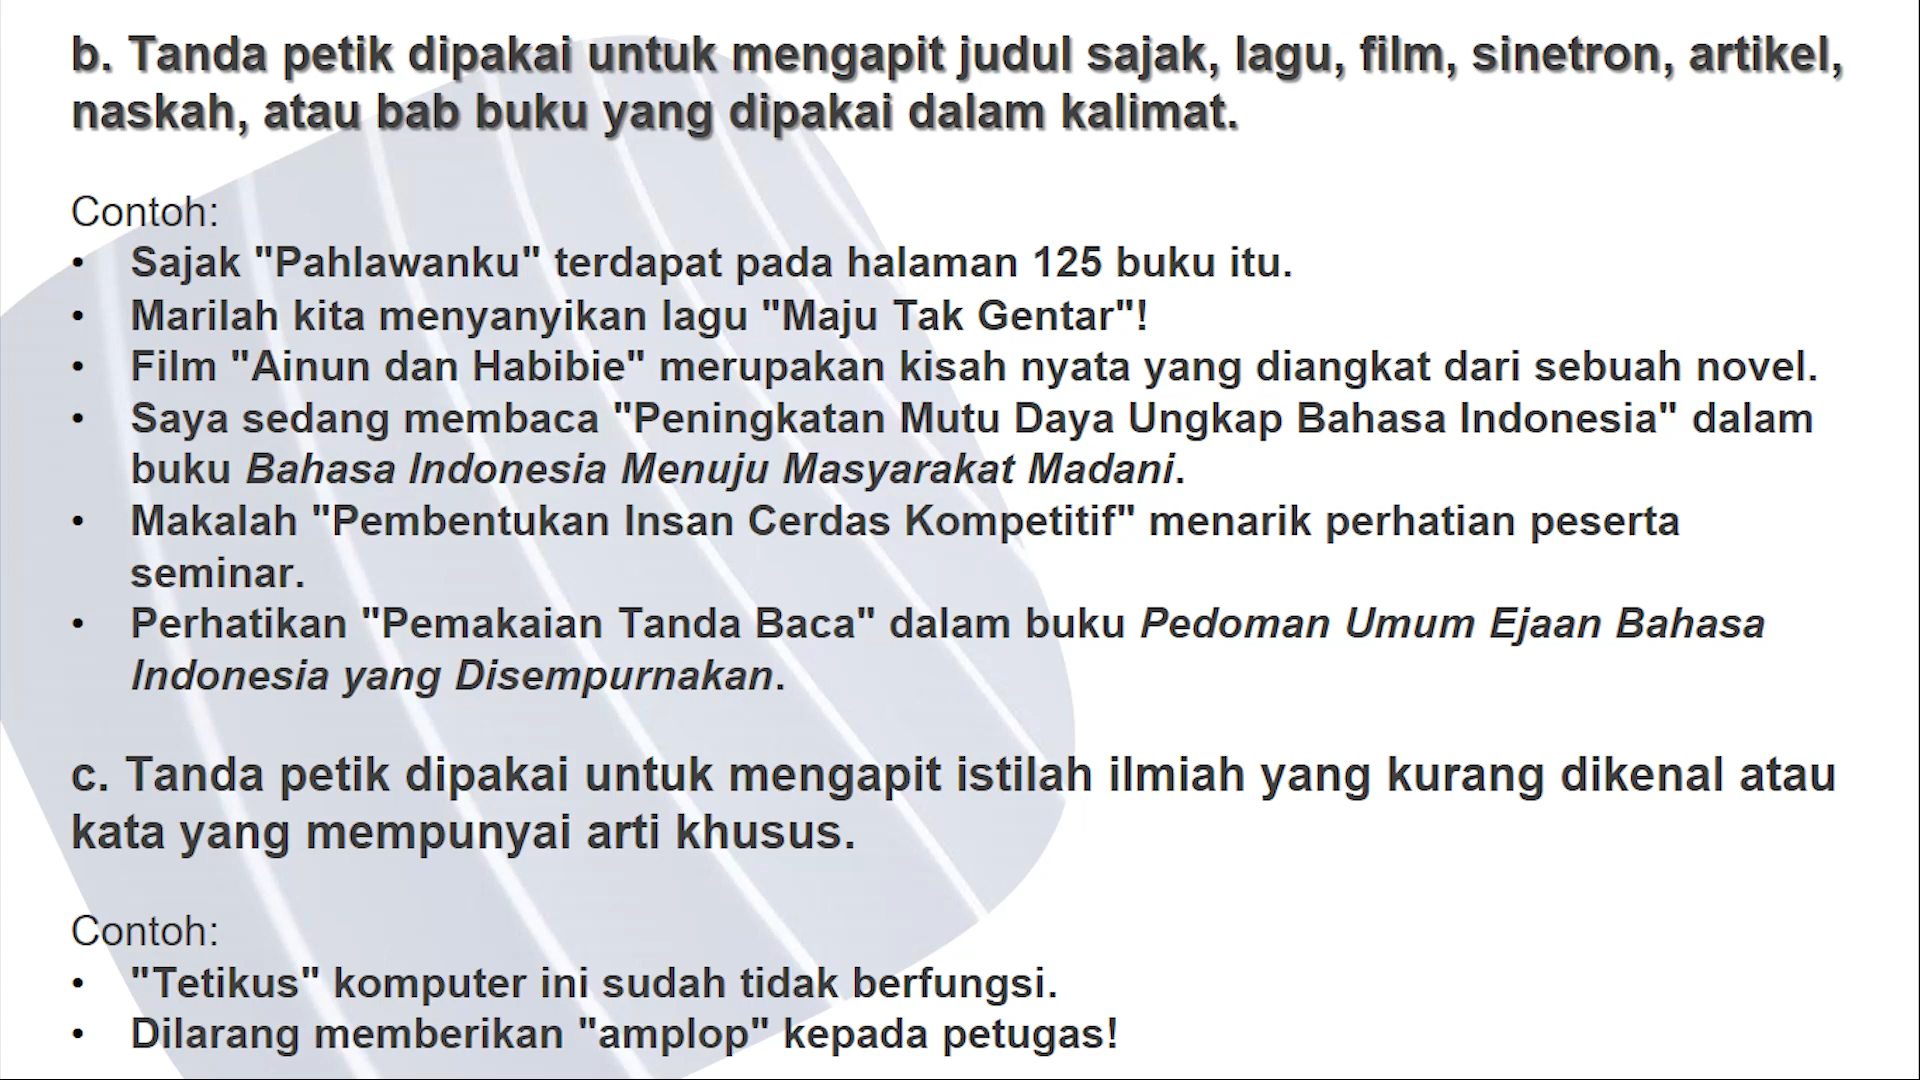 b. Tanda petik dipakai untuk mengapit judul sajak, lagu, film, sinetron, artikel,
naskah, atau bab buku yang dipakai dalam kalimat.
Contoh:
• Sajak "Pahlawanku" terdapat pada halaman 125 buku itu.
• Marilah kita menyanyikan lagu "Maju Tak Gentar"!
• Film "Ainun dan Habibie" merupakan kisah nyata yang diangkat dari sebuah novel.
• Saya sedang membaca "Peningkatan Mutu Daya Ungkap Bahasa Indonesia" dalam
buku Bahasa Indonesia Menuju Masyarakat Madani.
• Makalah "Pembentukan Insan Cerdas Kompetitif" menarik perhatian peserta
seminar.
• Perhatikan "Pemakaian Tanda Baca" dalam buku Pedoman Umum Ejaan Bahasa
Indonesia yang Disempurnakan.
c. Tanda petik dipakai untuk mengapit istilah ilmiah yang kurang dikenal atau
kata yang mempunyai arti khusus.
Contoh:
• "Tetikus" komputer ini sudah tidak berfungsi.
• Dilarang memberikan "amplop" kepada petugas!